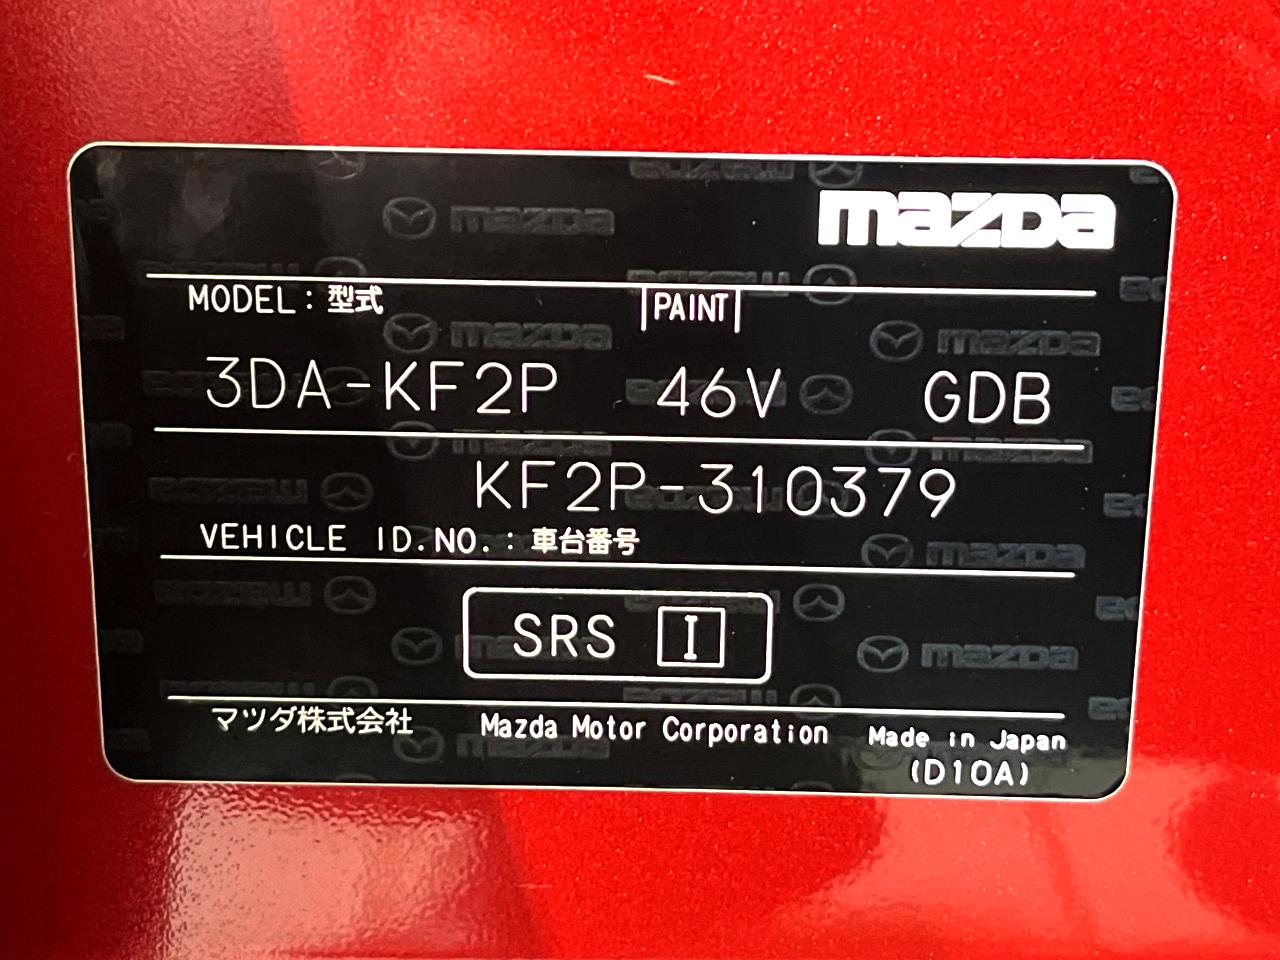 mazda
MODEL: 型式 PAINT
3DA-KF2P 46V GDB
KF2P-310379
VEHICLE ID.NO.: 車台番号
SRS I
マツダ株式会社 Mazda Motor Corporation Made in Japan
(D10A)